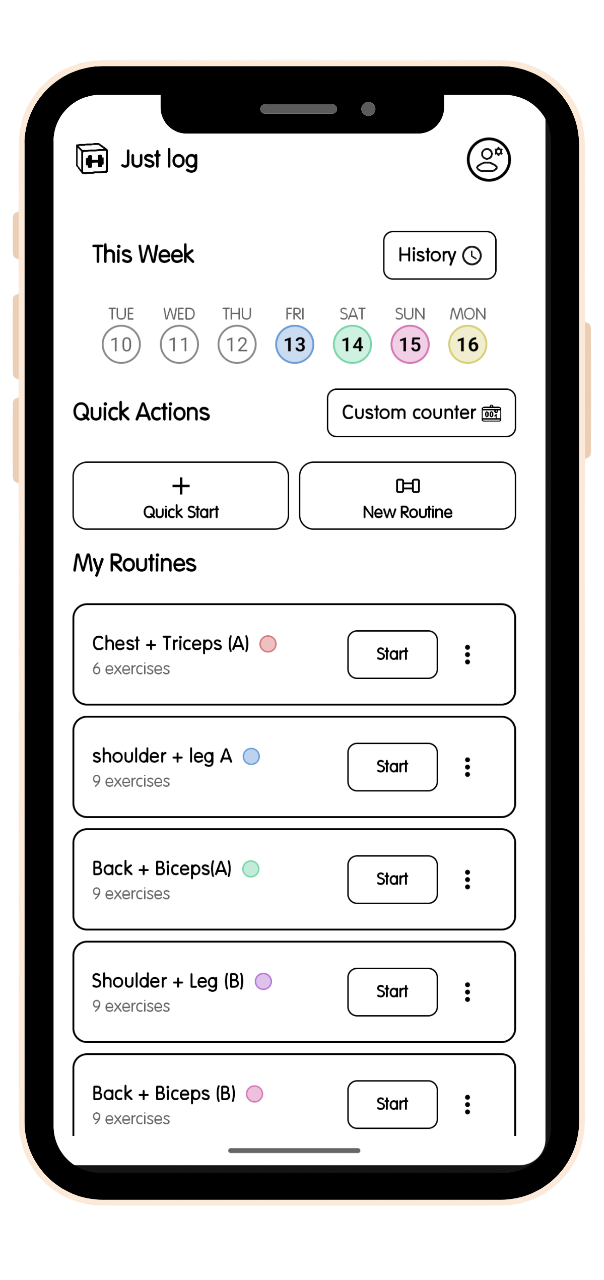 Just log
This Week
History
TUE WED THU FRI SAT SUN MON
10 11 12 13 14 15 16
Quick Actions
Custom counter
Quick Start
New Routine
My Routines
Chest + Triceps (A)
6 exercises
Start
shoulder + leg A
9 exercises
Start
Back + Biceps(A)
9 exercises
Start
Shoulder + Leg (B)
9 exercises
Start
Back + Biceps (B)
9 exercises
Start